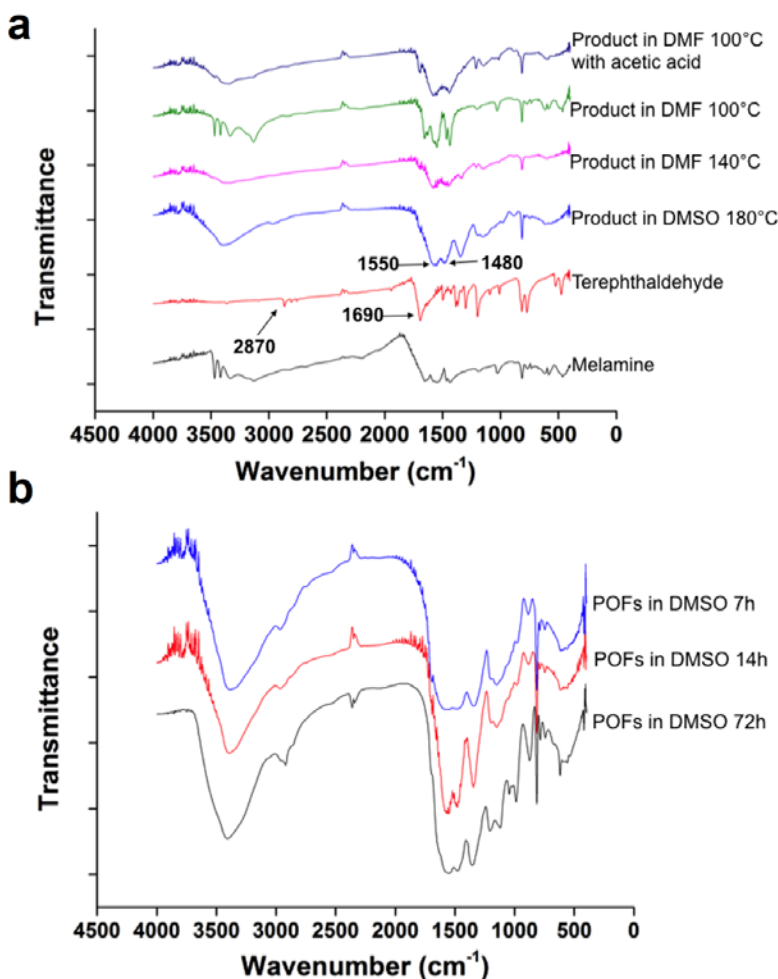 a
Product in DMF 100°C
with acetic acid
Product in DMF 100°C
Product in DMF 140°C
Product in DMSO 180°C
1550
1480
Terephthaldehyde
1690
2870
Melamine
Transmittance
4500 4000 3500 3000 2500 2000 1500 1000 500 0
Wavenumber (cm⁻¹)
b
POFs in DMSO 7h
POFs in DMSO 14h
POFs in DMSO 72h
Transmittance
4500 4000 3500 3000 2500 2000 1500 1000 500 0
Wavenumber (cm⁻¹)